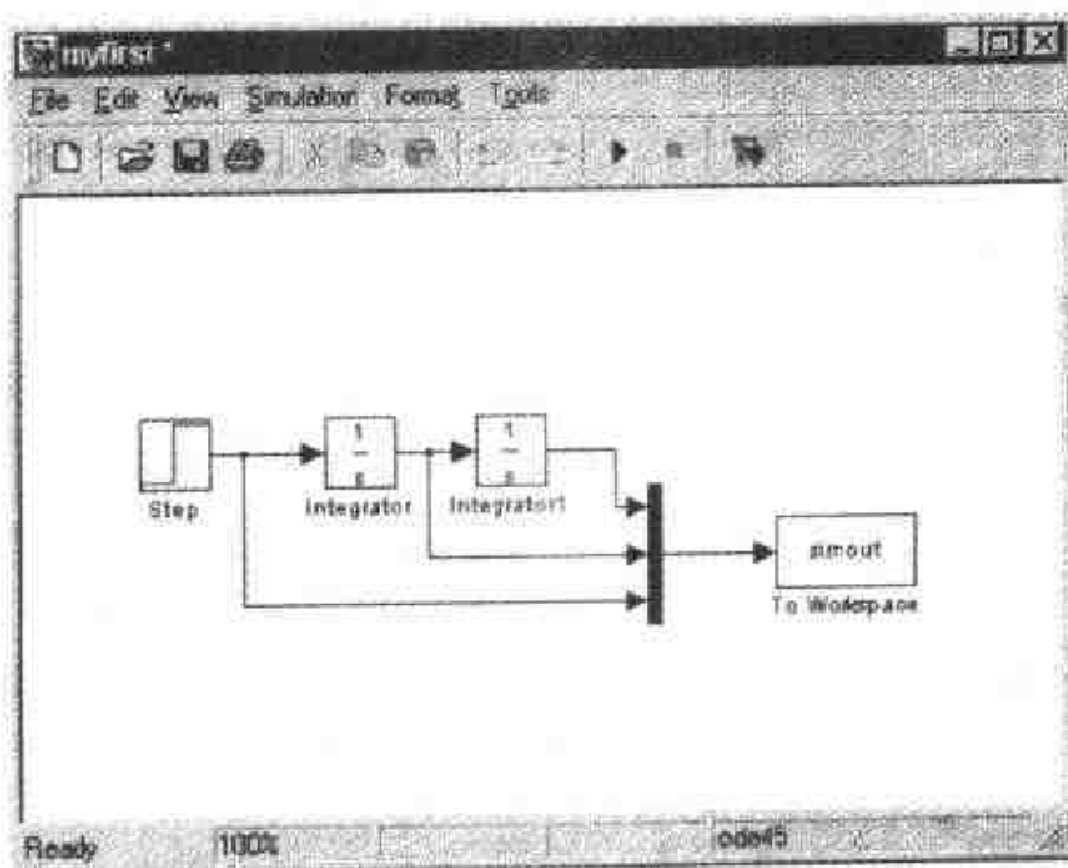 myfirst *
File Edit View Simulation Format Tools
1
s
1
s
Step
Integrator
Integrator1
simout
To Workspace
Ready 100% ode45